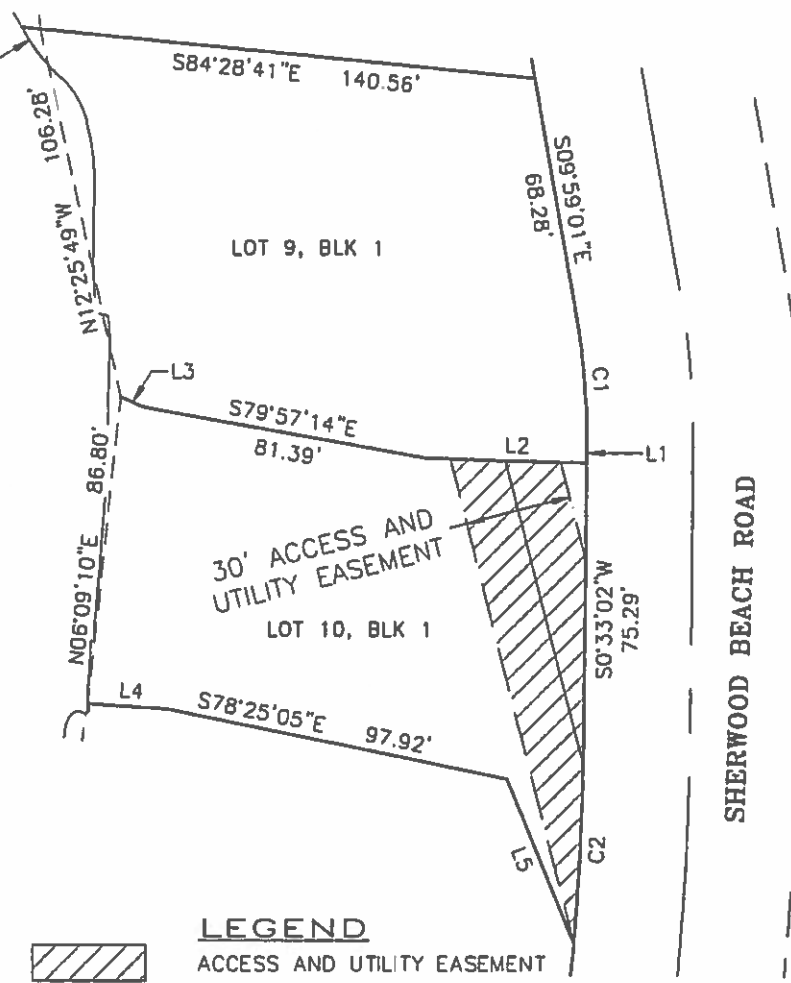 S84°28'41"E 140.56'
106.28'
N12°25'49"W
S09°59'01"E
68.28'
LOT 9, BLK 1
C1
L3
S79°57'14"E
81.39'
L2
L1
86.80'
N06°09'10"E
30' ACCESS AND
UTILITY EASEMENT
S0°33'02"W
75.29'
LOT 10, BLK 1
L4
S78°25'05"E 97.92'
L5
C2
SHERWOOD BEACH ROAD
LEGEND
ACCESS AND UTILITY EASEMENT